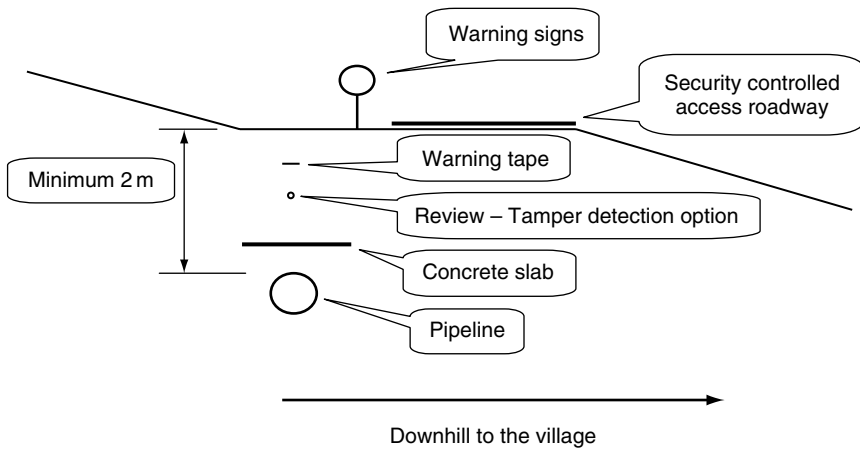 Warning signs
Security controlled
access roadway
Warning tape
Minimum 2 m
Review – Tamper detection option
Concrete slab
Pipeline
Downhill to the village